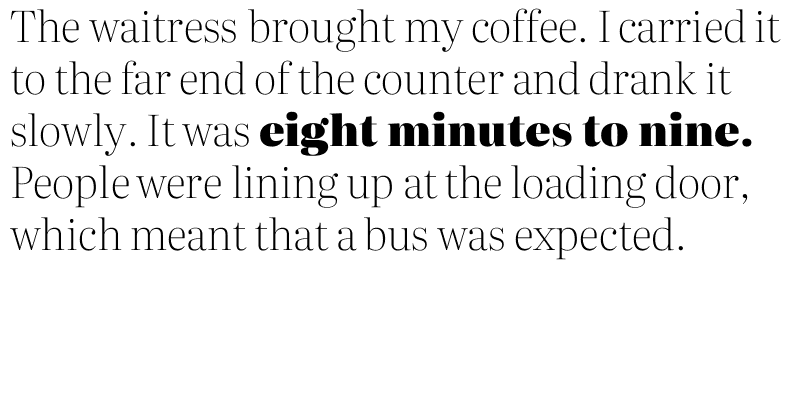 The waitress brought my coffee. I carried it
to the far end of the counter and drank it
slowly. It was eight minutes to nine.
People were lining up at the loading door,
which meant that a bus was expected.